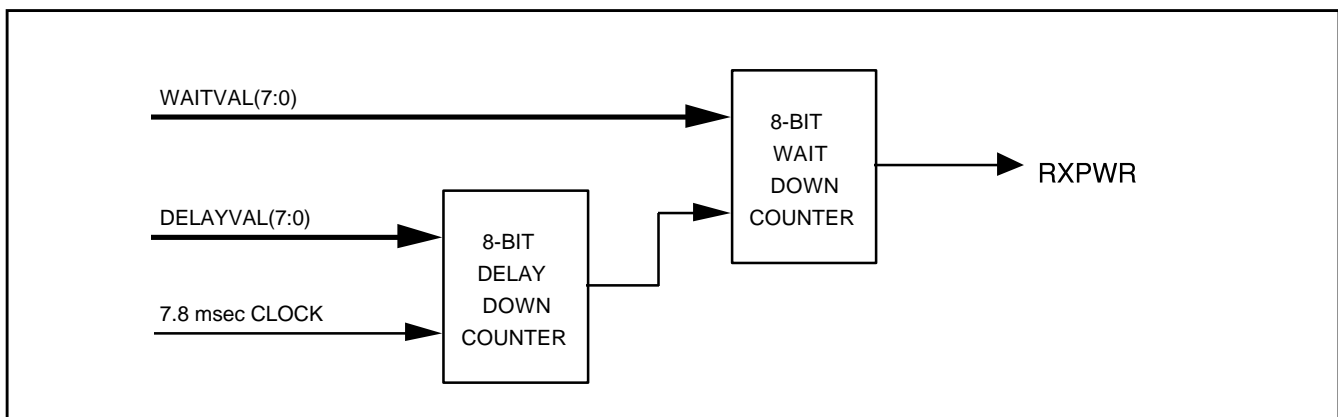 WAITVAL(7:0)
8-BIT
WAIT
DOWN
COUNTER
RXPWR
DELAYVAL(7:0)
7.8 msec CLOCK
8-BIT
DELAY
DOWN
COUNTER